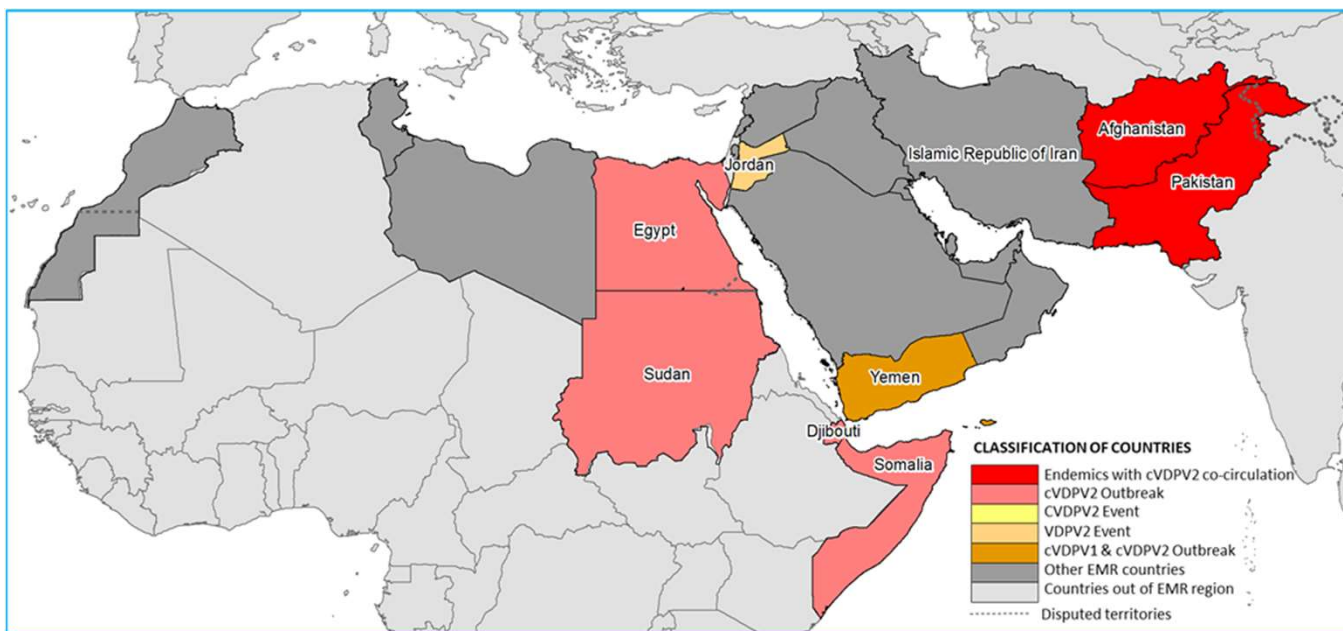 Afghanistan
Islamic Republic of Iran
Jordan
Pakistan
Egypt
Sudan
Yemen
Djibouti
Somalia
CLASSIFICATION OF COUNTRIES
Endemics with cVDPV2 co-circulation
cVDPV2 Outbreak
CVDPV2 Event
VDPV2 Event
cVDPV1 & cVDPV2 Outbreak
Other EMR countries
Countries out of EMR region
Disputed territories